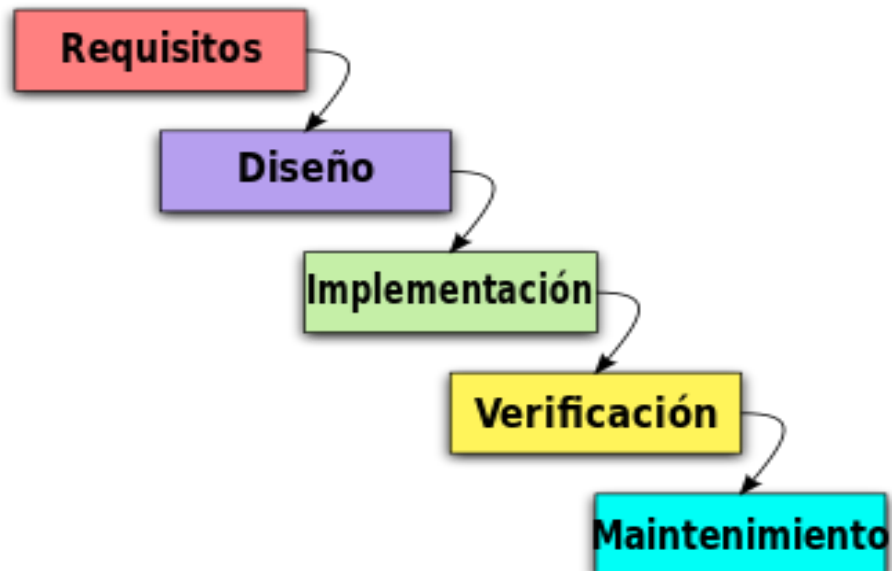 Requisitos
Diseño
Implementación
Verificación
Maintenimiento